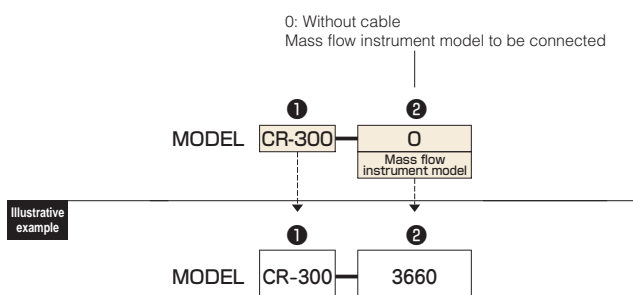 0: Without cable
Mass flow instrument model to be connected
❶ ❷
MODEL CR-300 0
Mass flow
instrument model
Illustrative
example
❶ ❷
MODEL CR-300 3660